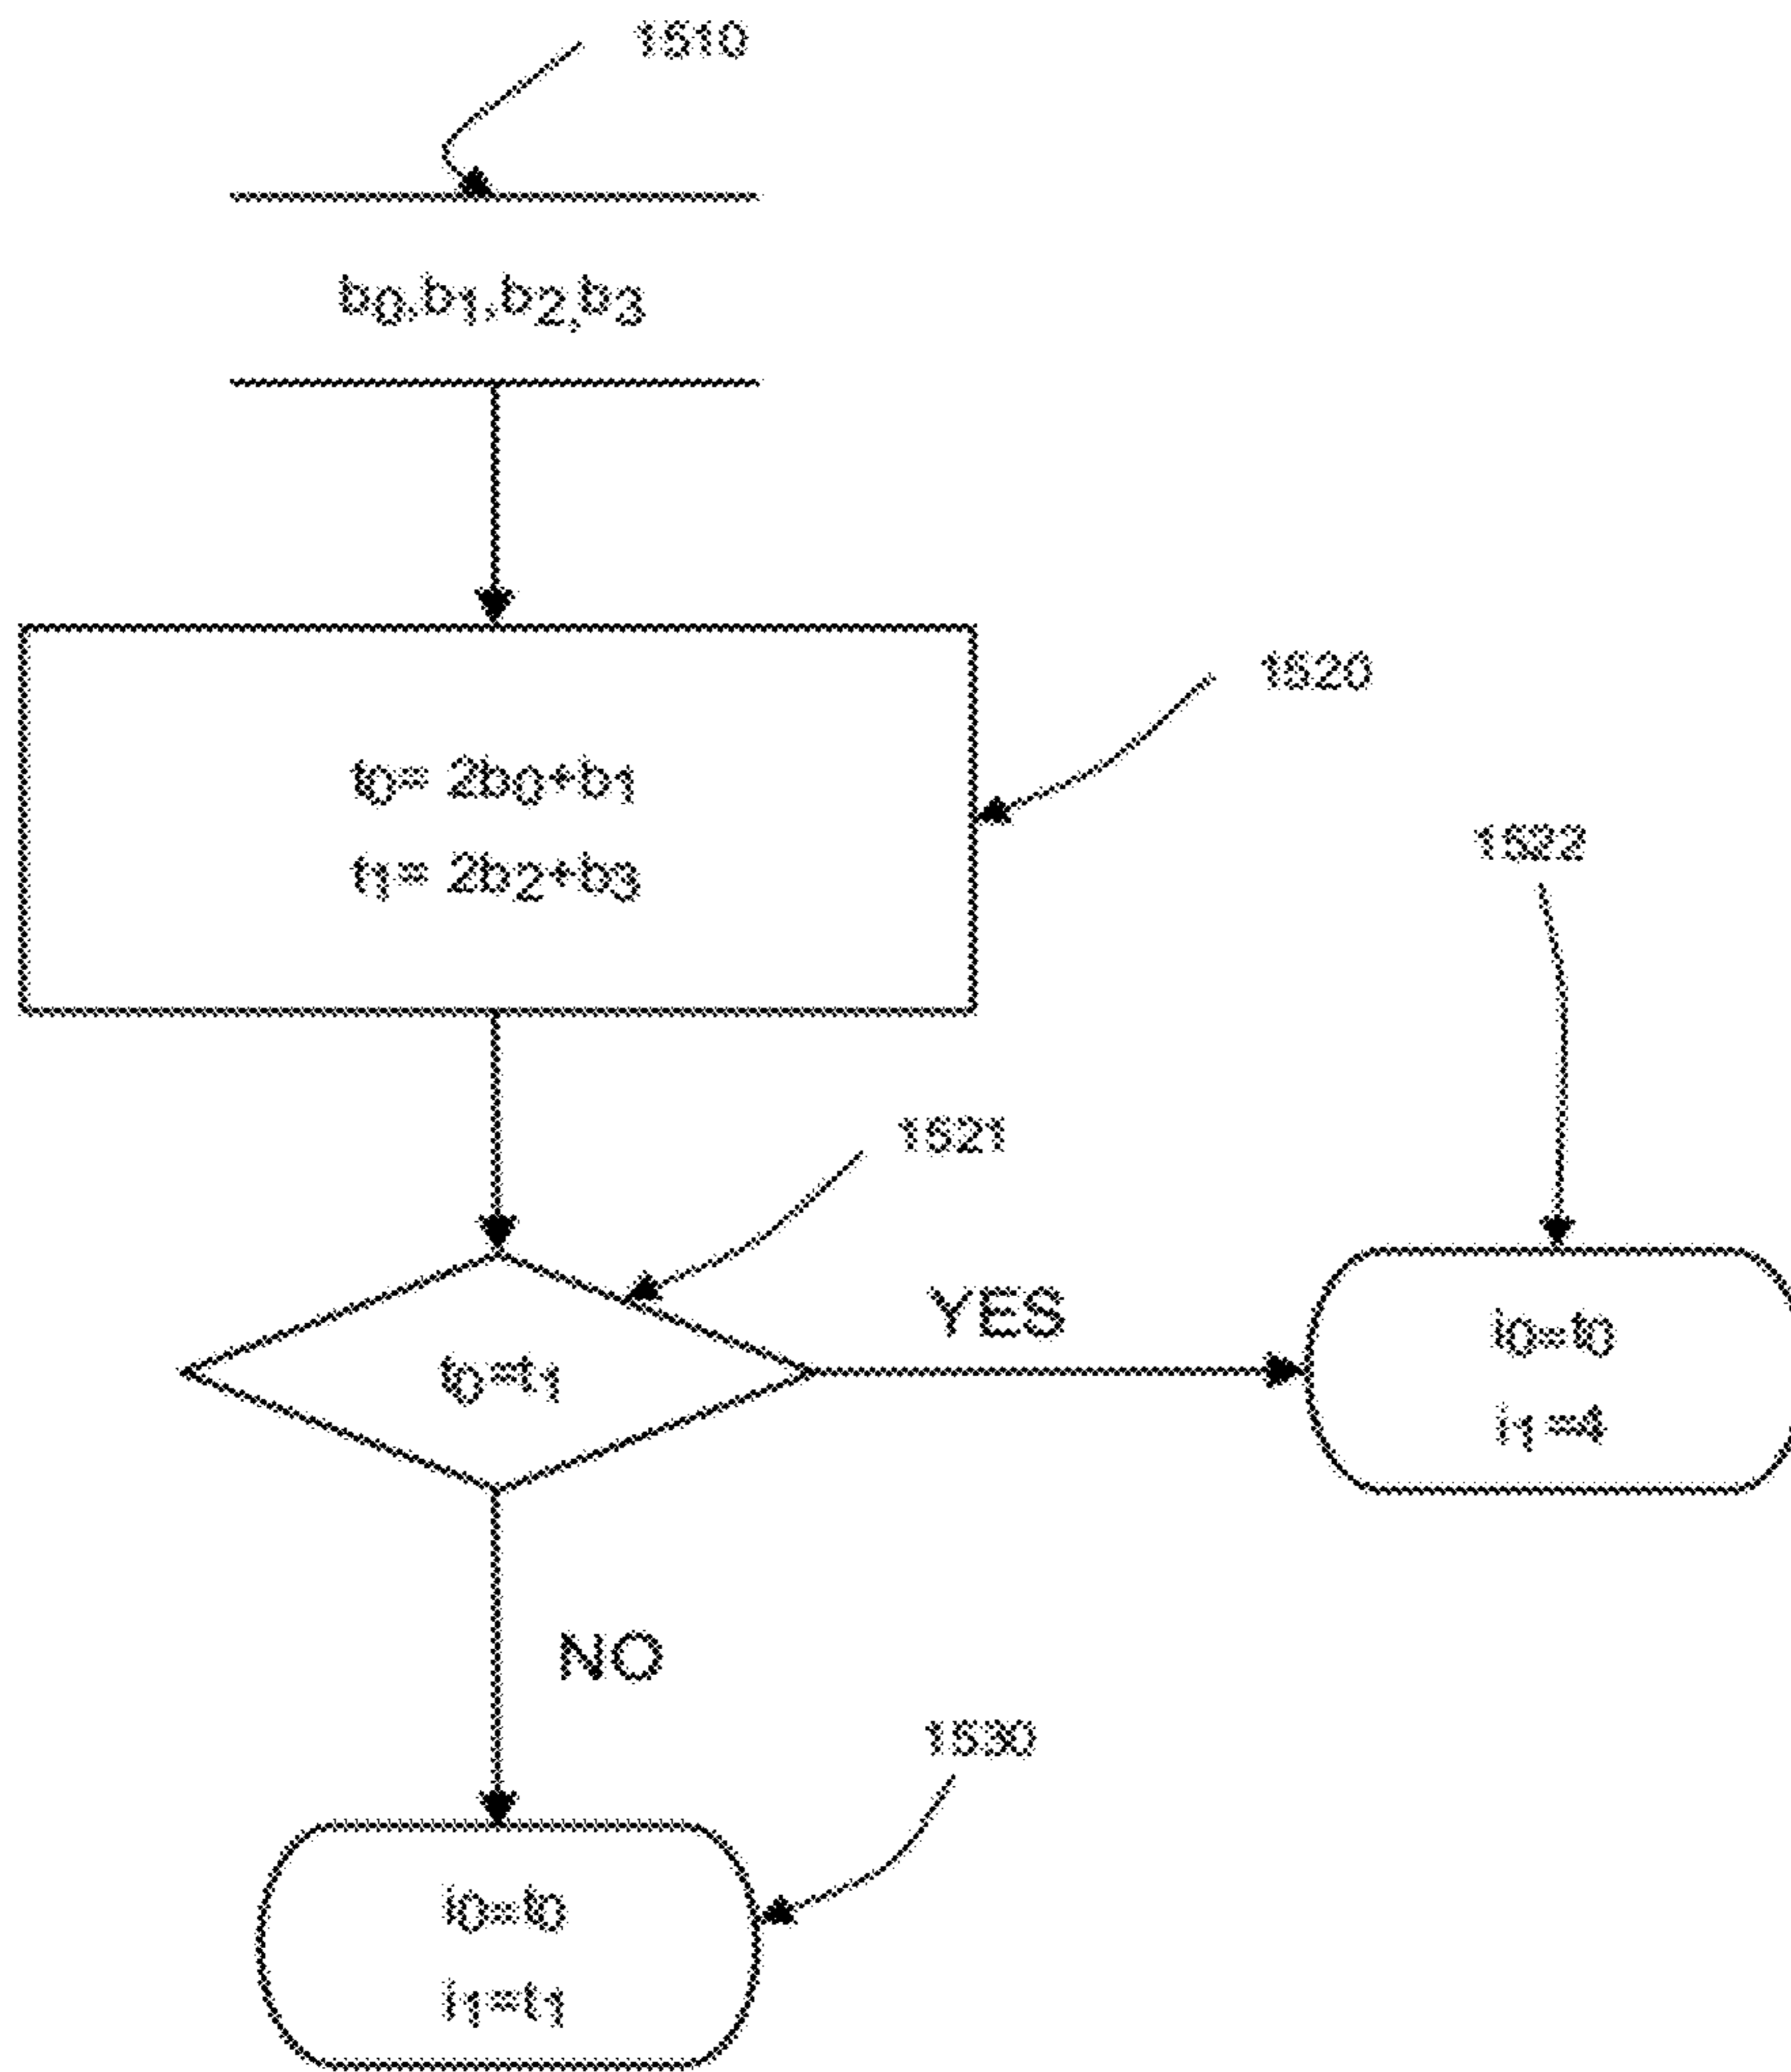 1510
b0,b1,b2,b3
1520
t0= 2b0+b1
t1= 2b2+b3
1522
1521
t0=t1
YES
i0=t0
i1=4
NO
1530
i0=t0
i1=t1